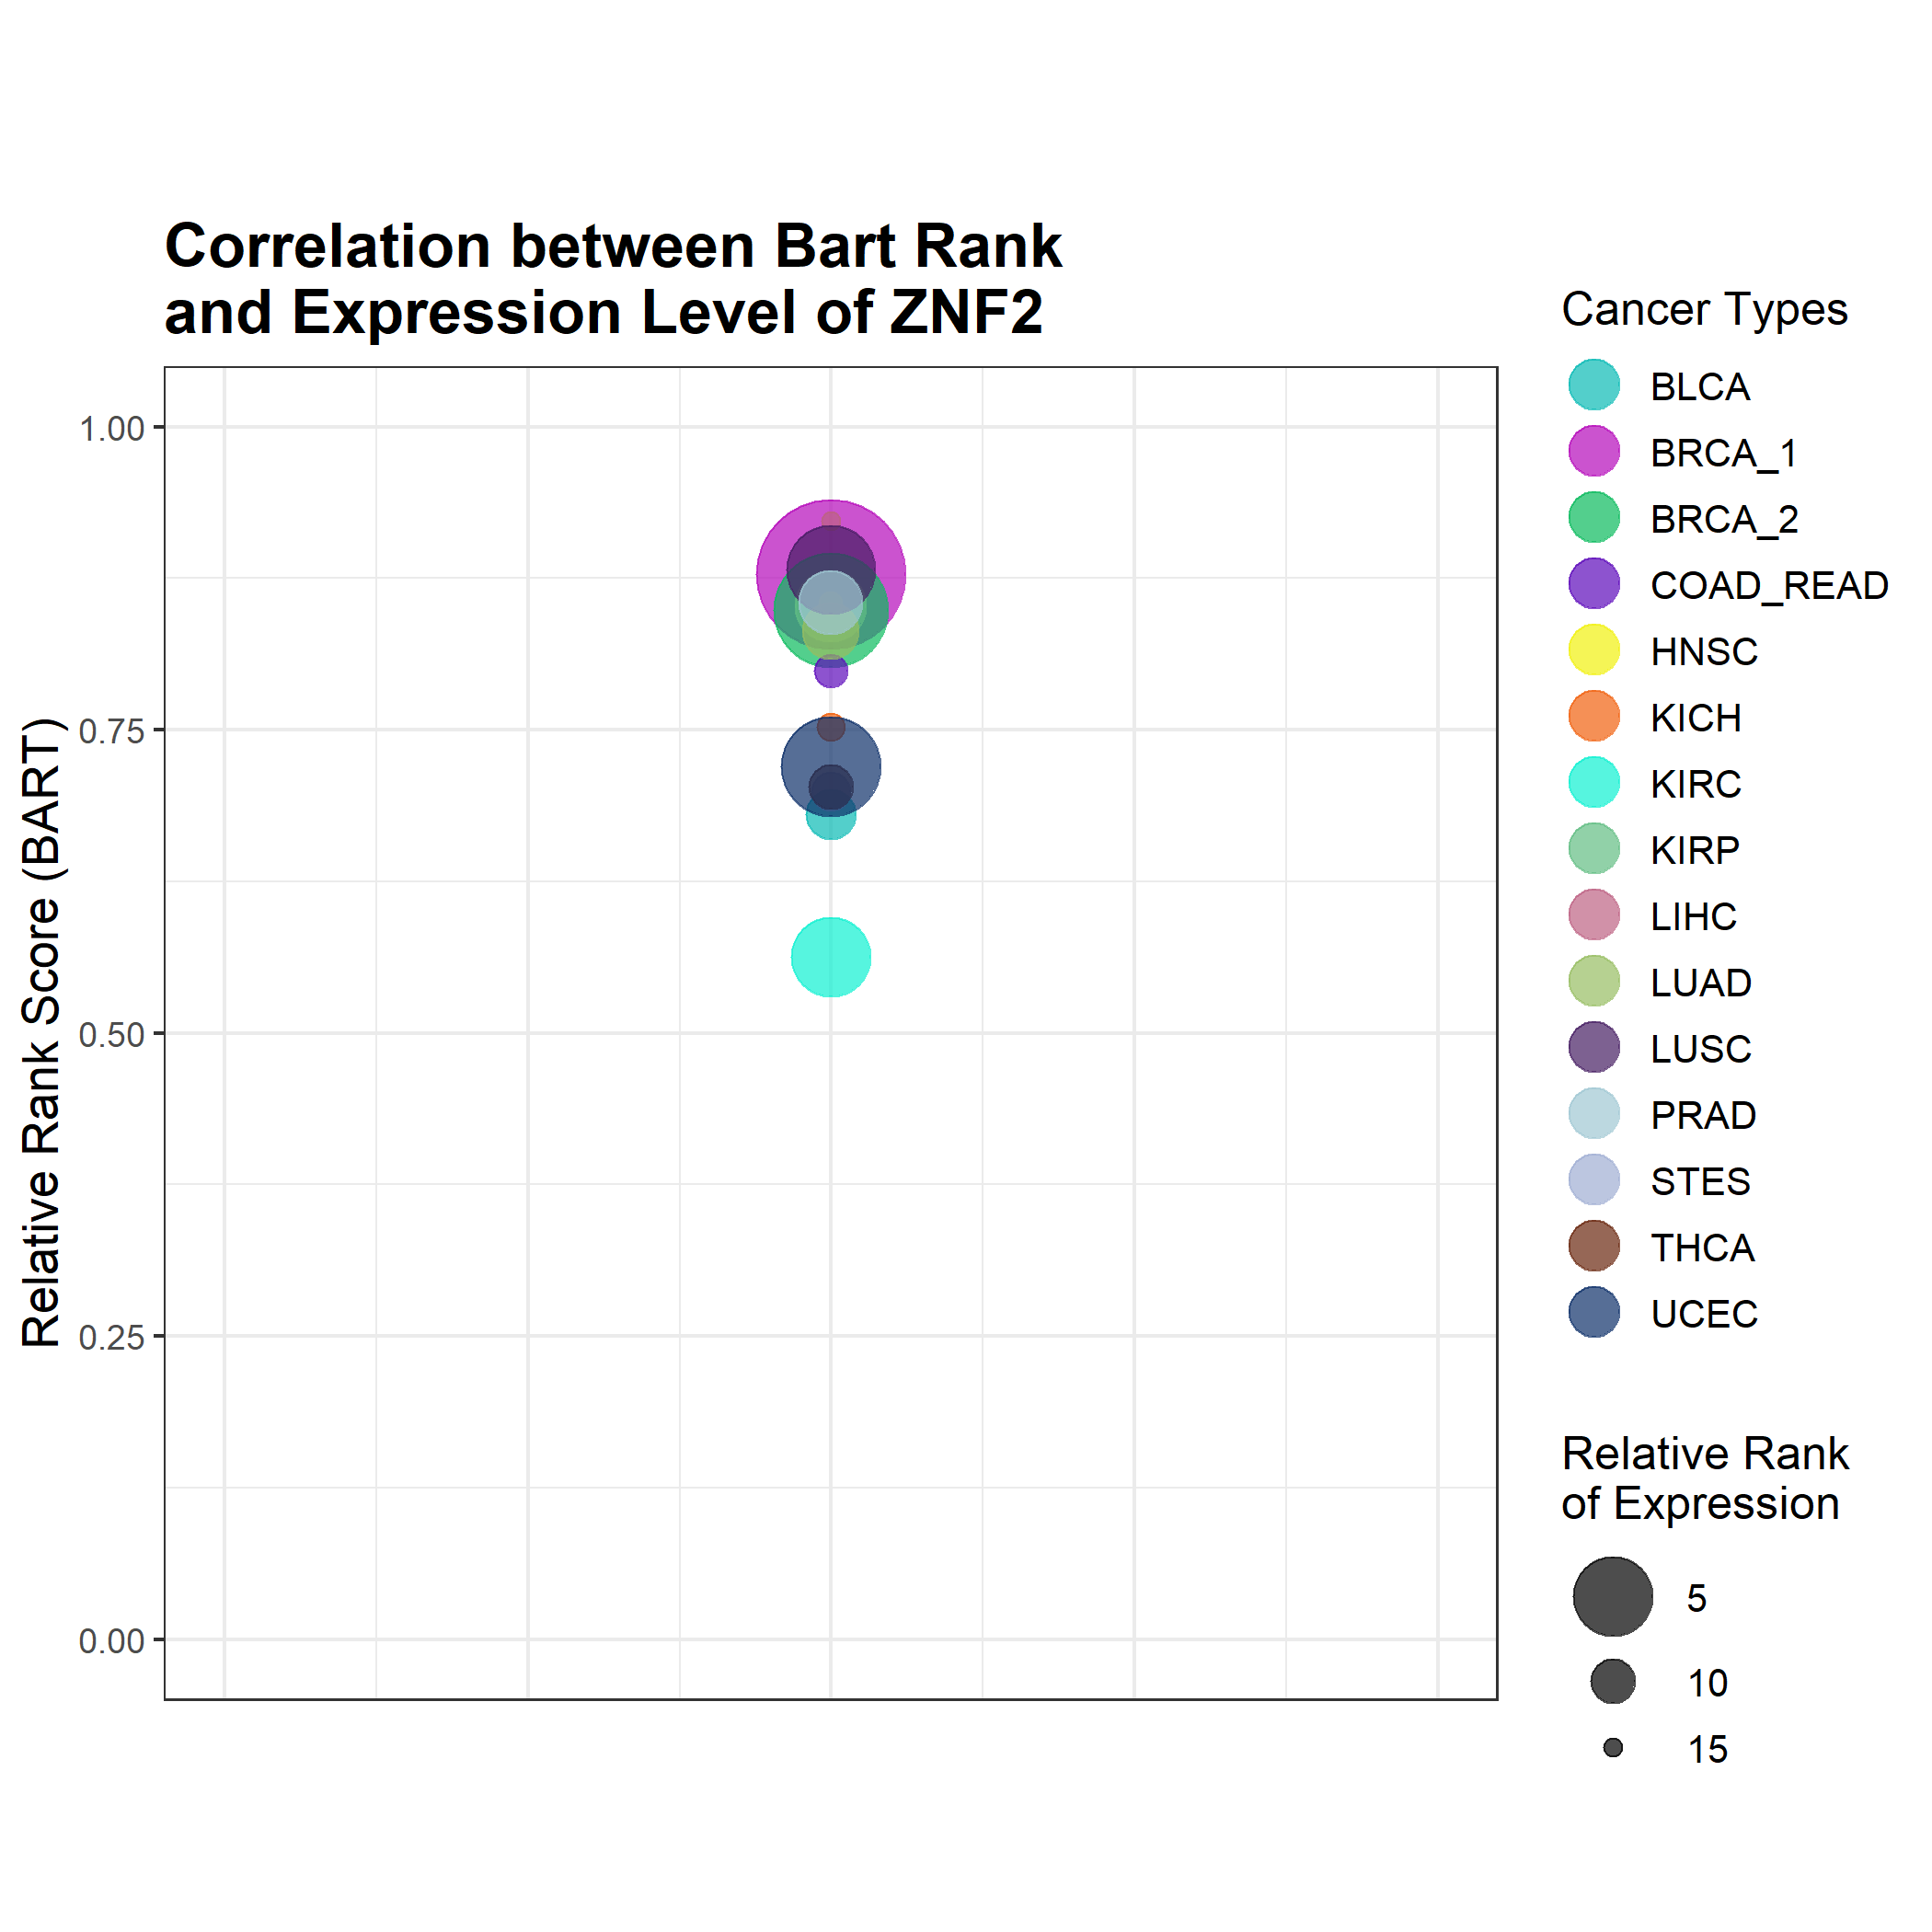 Correlation between Bart Rank
and Expression Level of ZNF2
Relative Rank Score (BART)
1.00
0.75
0.50
0.25
0.00
Cancer Types
BLCA
BRCA_1
BRCA_2
COAD_READ
HNSC
KICH
KIRC
KIRP
LIHC
LUAD
LUSC
PRAD
STES
THCA
UCEC
Relative Rank
of Expression
5
10
15